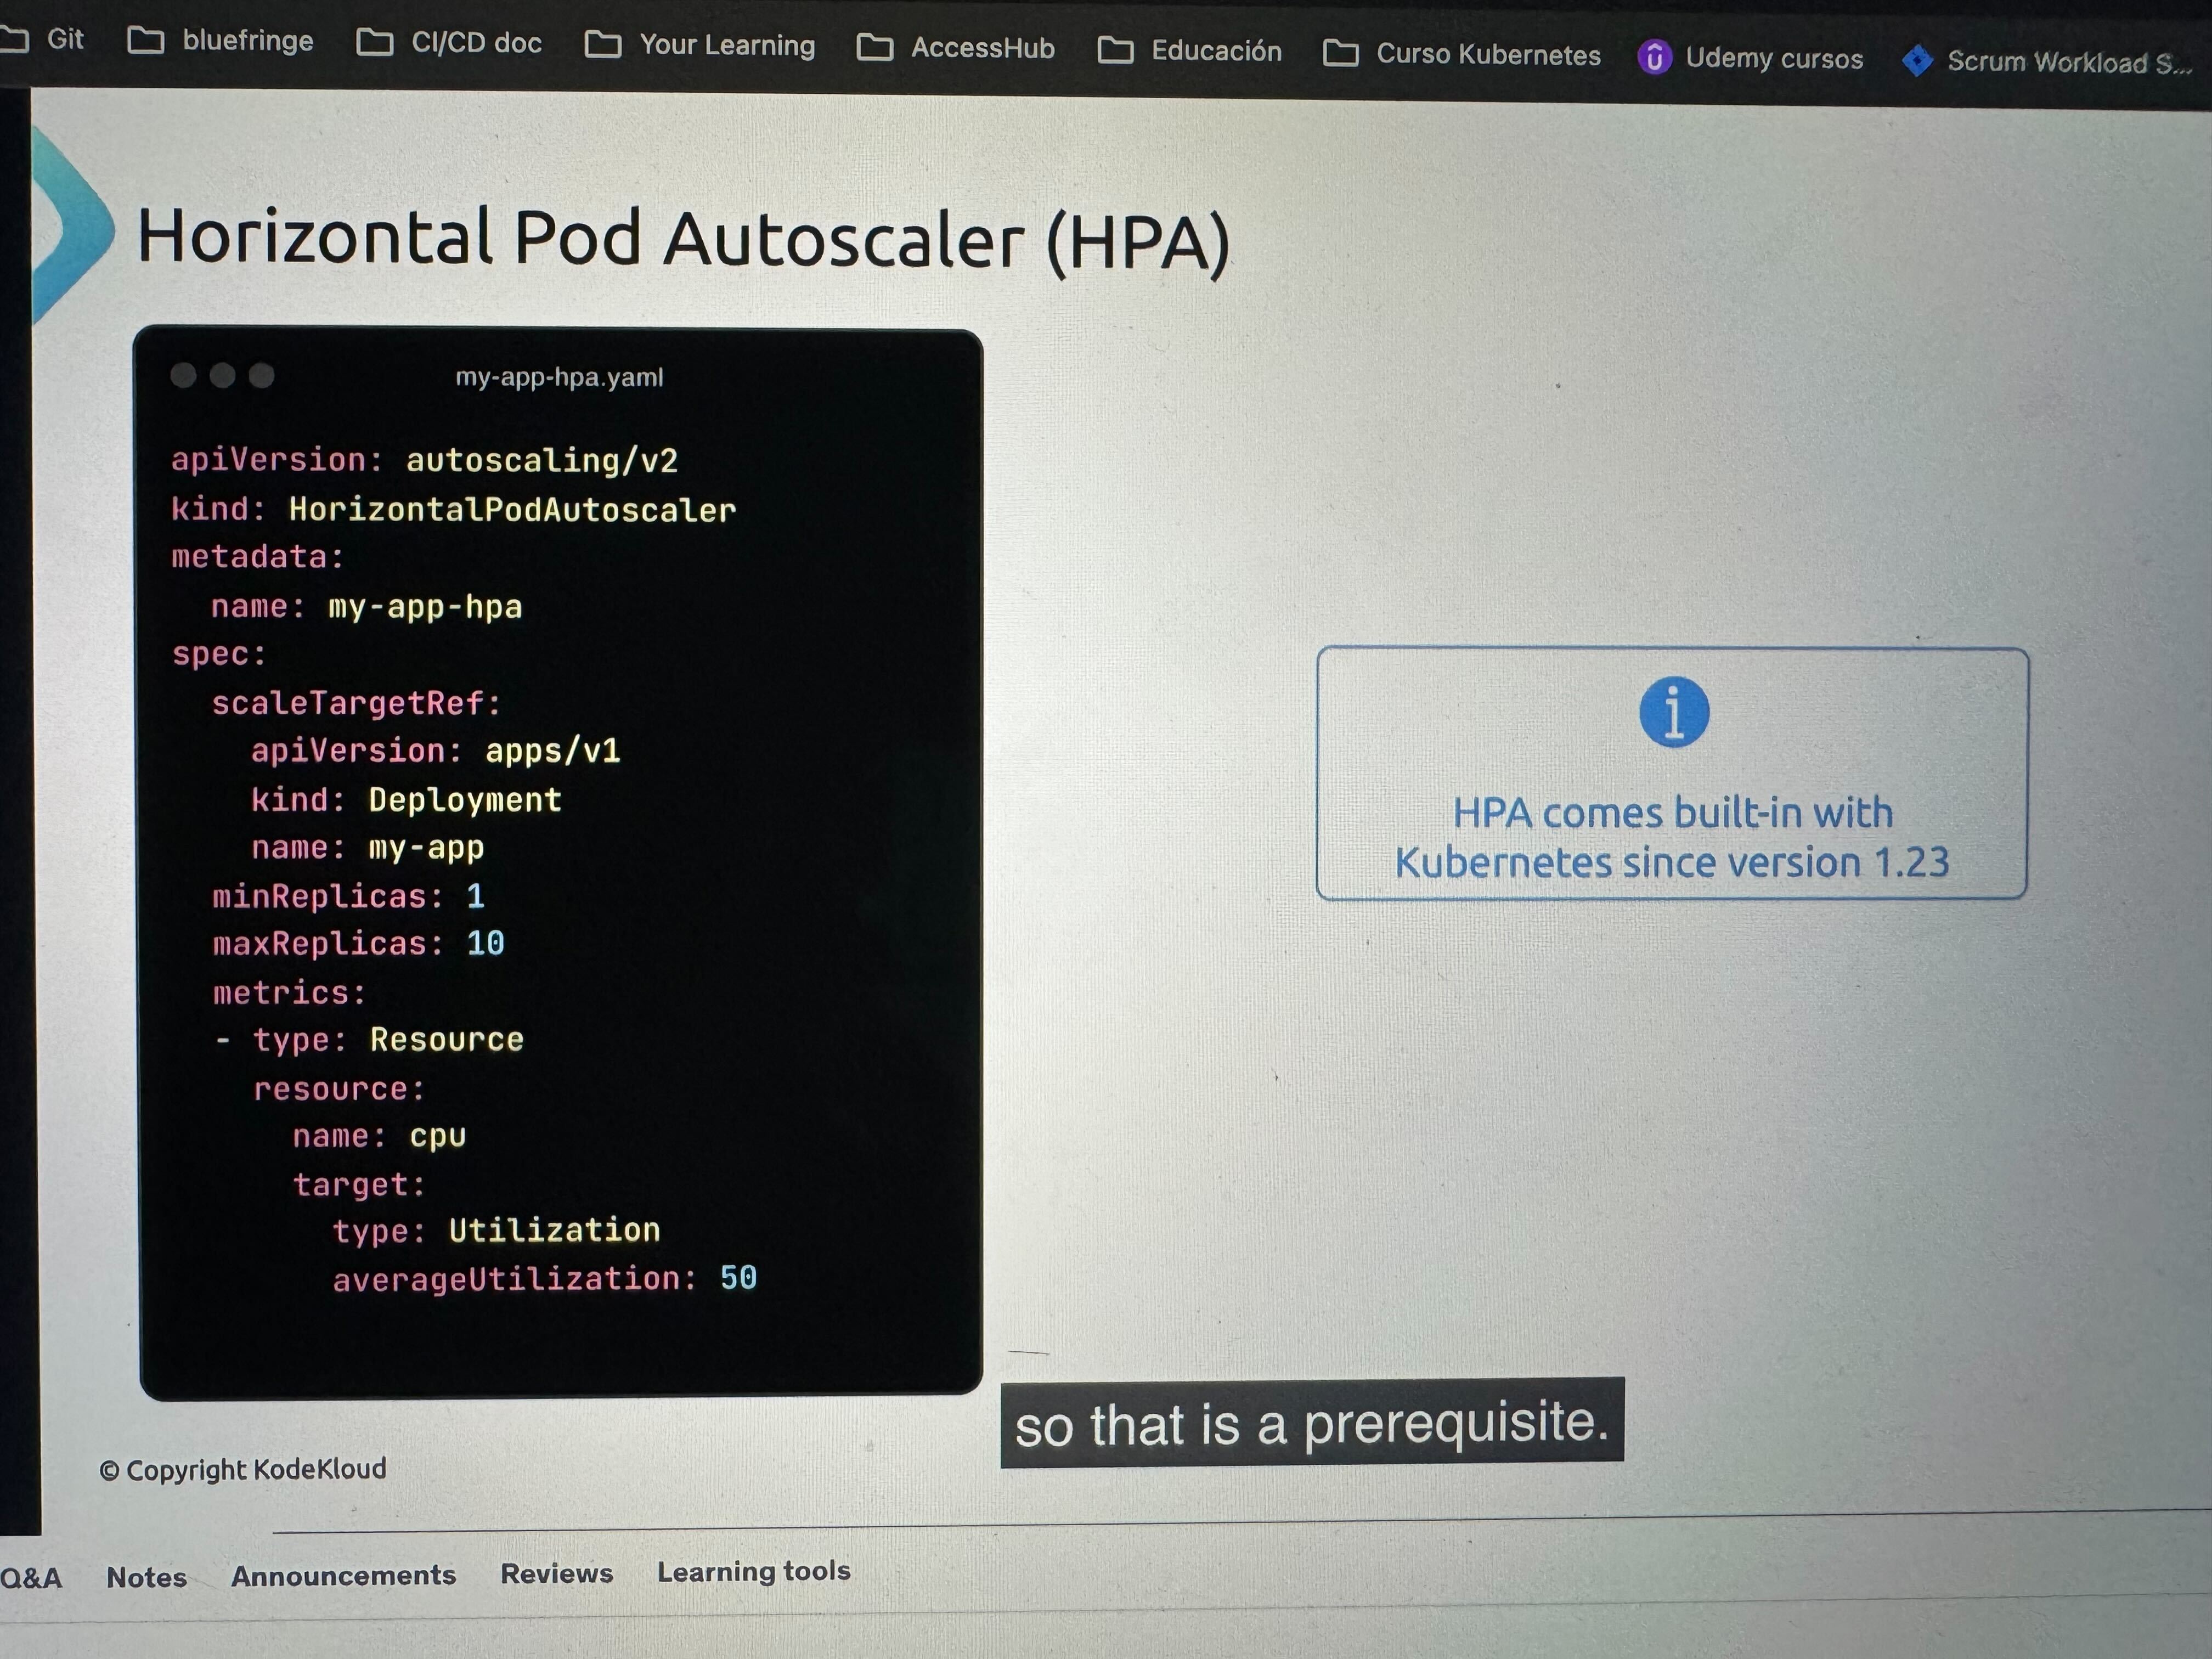 Git bluefringe CI/CD doc Your Learning AccessHub Educación Curso Kubernetes Udemy cursos Scrum Workload S...
Horizontal Pod Autoscaler (HPA)
my-app-hpa.yaml
apiVersion: autoscaling/v2
kind: HorizontalPodAutoscaler
metadata:
  name: my-app-hpa
spec:
  scaleTargetRef:
    apiVersion: apps/v1
    kind: Deployment
    name: my-app
  minReplicas: 1
  maxReplicas: 10
  metrics:
  - type: Resource
    resource:
      name: cpu
      target:
        type: Utilization
        averageUtilization: 50
HPA comes built-in with
Kubernetes since version 1.23
so that is a prerequisite.
© Copyright KodeKloud
Q&A Notes Announcements Reviews Learning tools